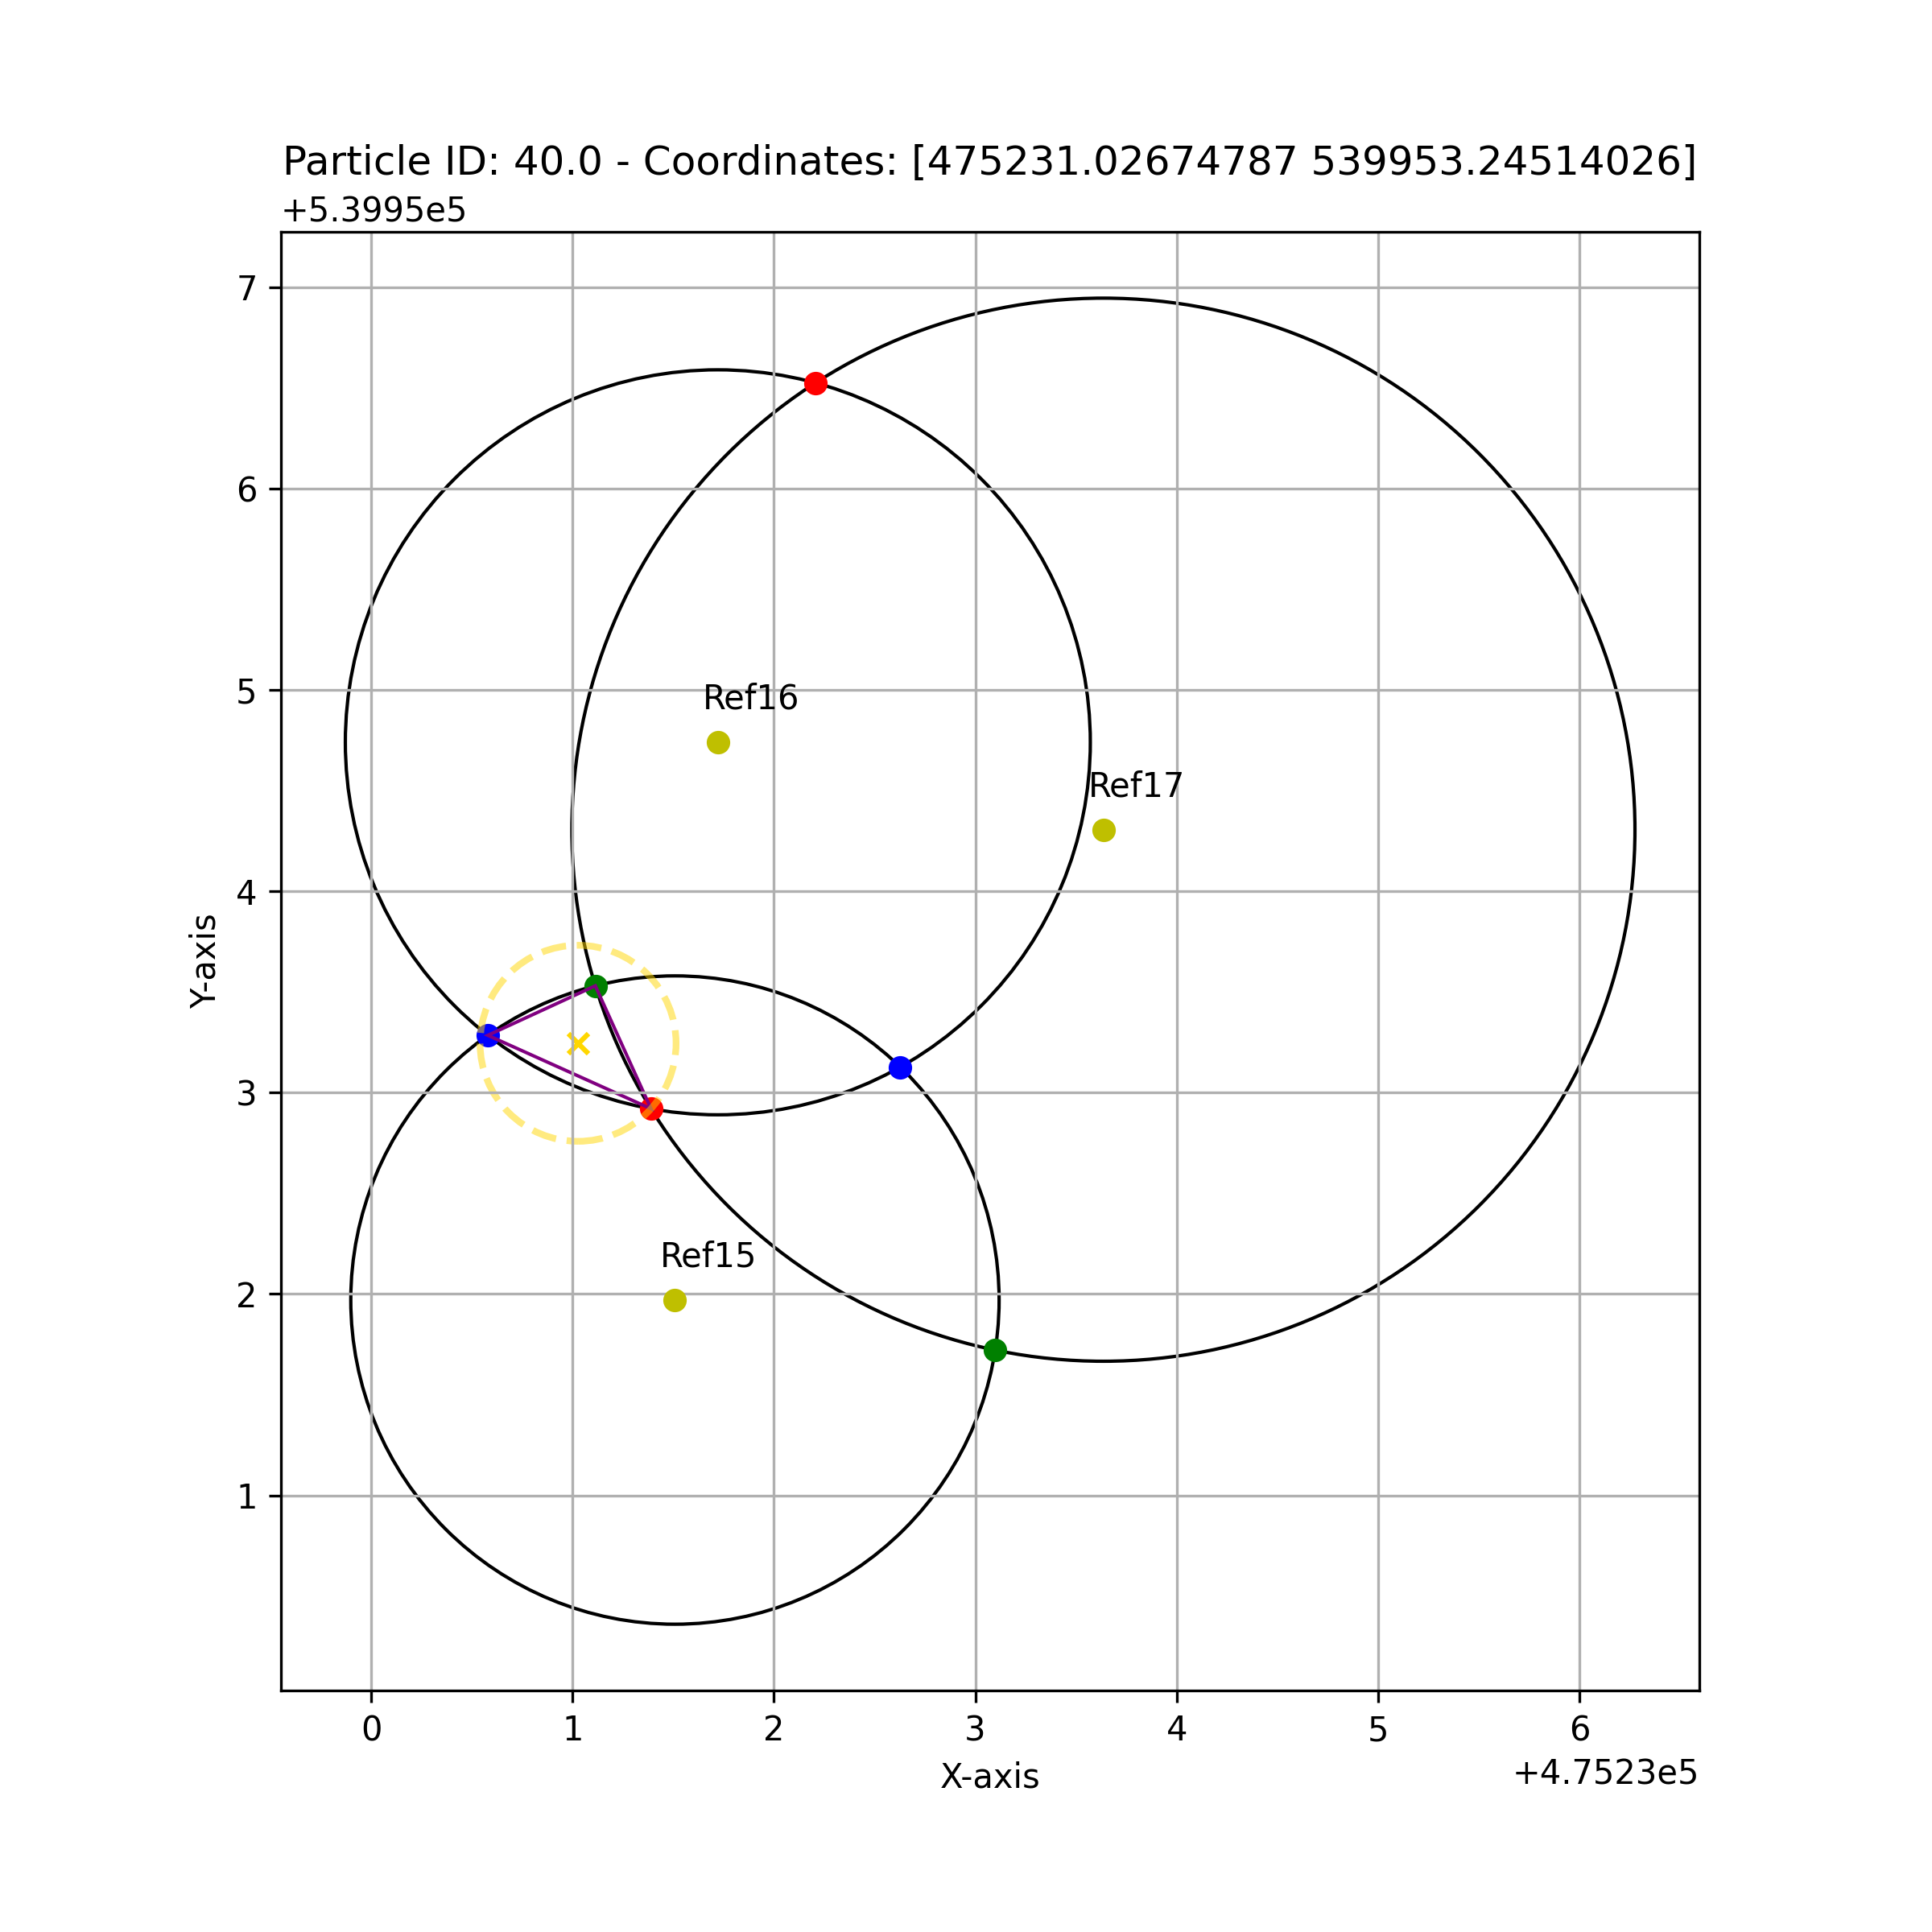 Particle ID: 40.0 - Coordinates: [475231.02674787 539953.24514026]
+5.3995e5
7
6
Ref16
5
Ref17
4
Y-axis
3
Ref15
2
1
0 1 2 3 4 5 6
X-axis
+4.7523e5